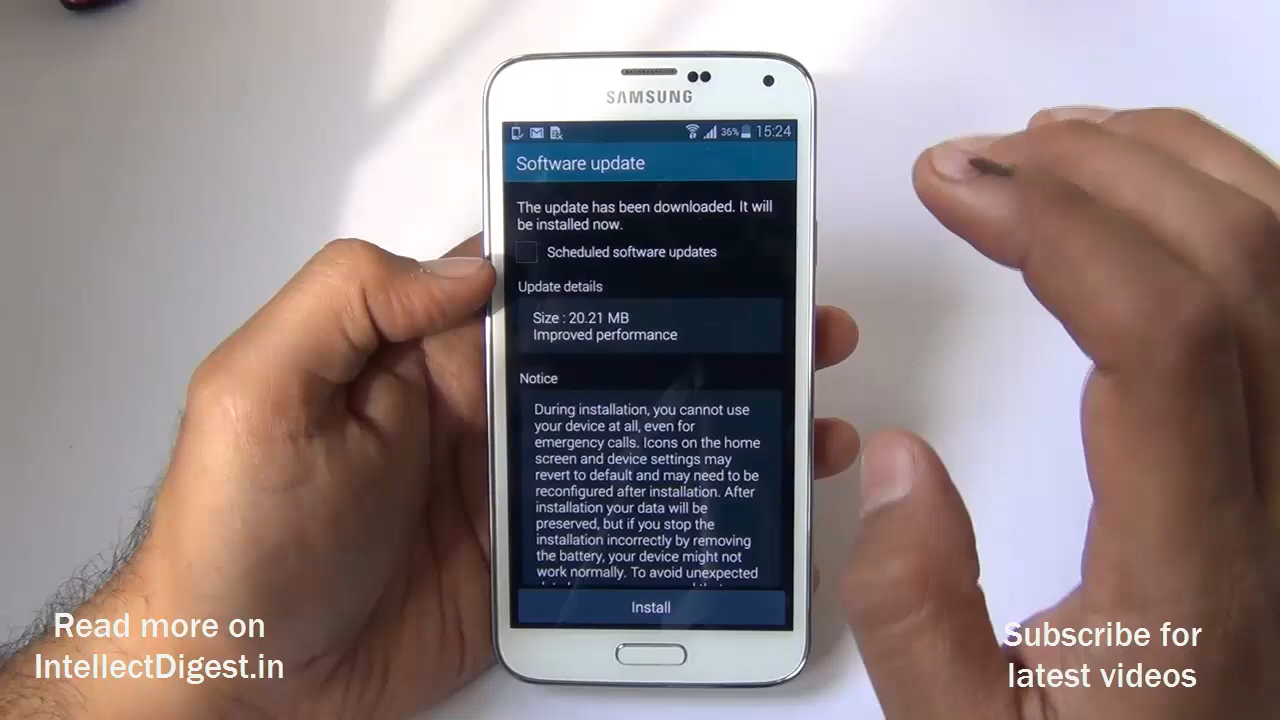 SAMSUNG
36% 15:24
Software update
The update has been downloaded. It will
be installed now.
Scheduled software updates
Update details
Size : 20.21 MB
Improved performance
Notice
During installation, you cannot use
your device at all, even for
emergency calls. Icons on the home
screen and device settings may
revert to default and may need to be
reconfigured after installation. After
installation your data will be
preserved, but if you stop the
installation incorrectly by removing
the battery, your device might not
work normally. To avoid unexpected
Install
Read more on
IntellectDigest.in
Subscribe for
latest videos